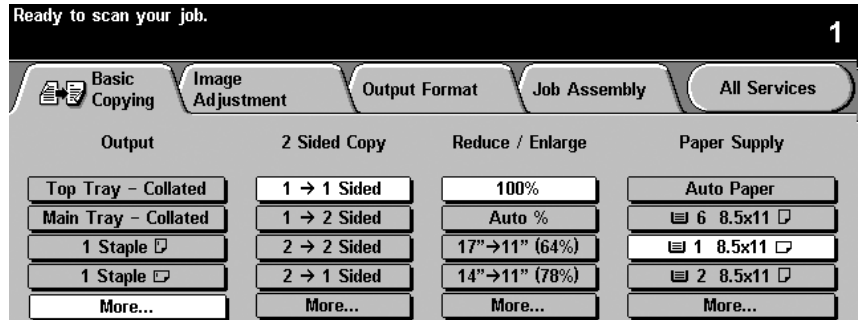 Ready to scan your job.
1
Basic Copying
Image Adjustment
Output Format
Job Assembly
All Services
Output
2 Sided Copy
Reduce / Enlarge
Paper Supply
Top Tray - Collated
1 → 1 Sided
100%
Auto Paper
Main Tray - Collated
1 → 2 Sided
Auto %
6 8.5x11
1 Staple
2 → 2 Sided
17"→11" (64%)
1 8.5x11
1 Staple
2 → 1 Sided
14"→11" (78%)
2 8.5x11
More...
More...
More...
More...